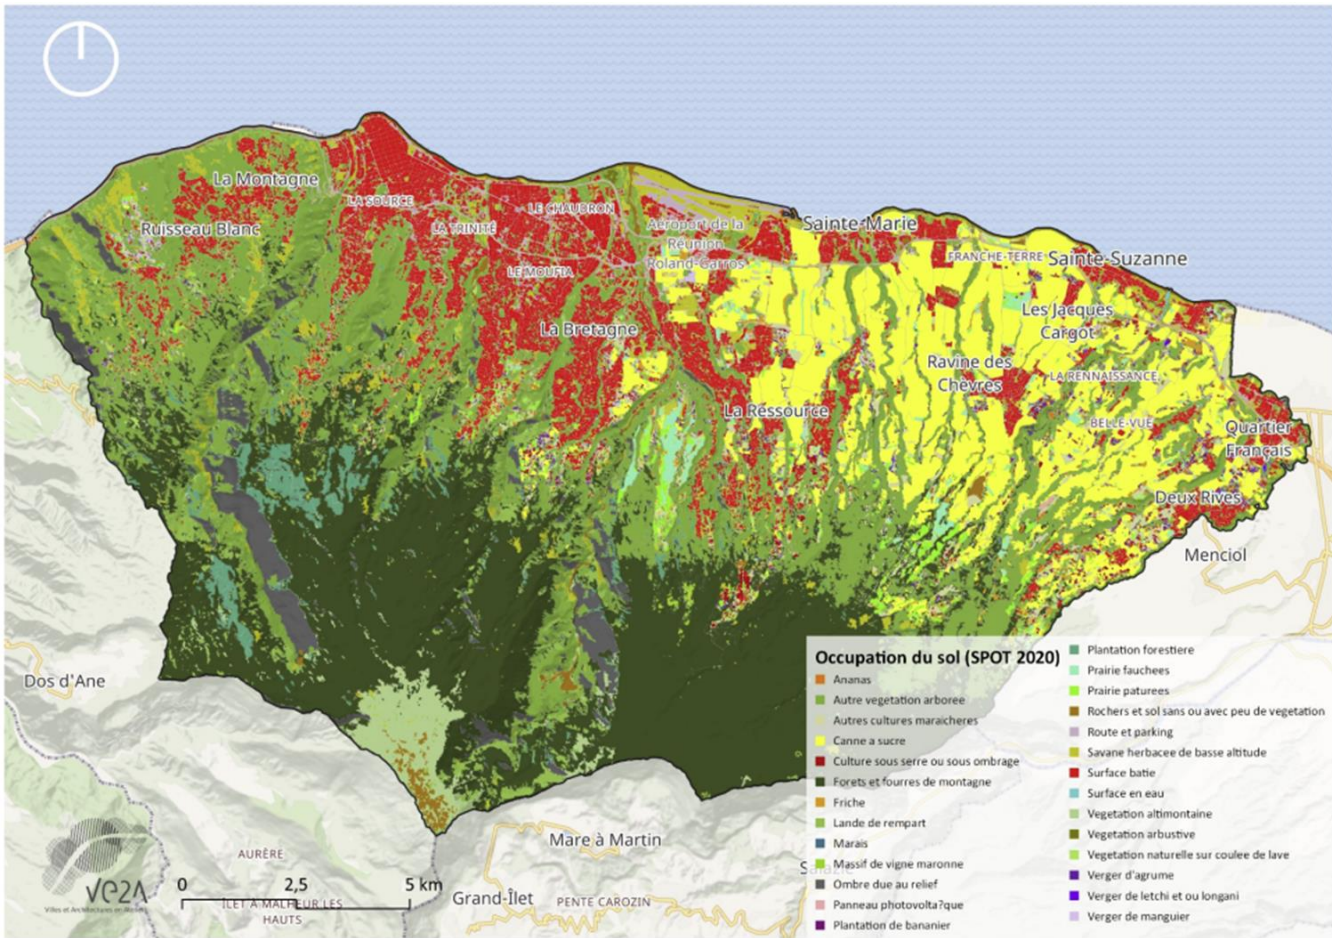 La Montagne
LA SOURCE
Ruisseau Blanc
LA TRINITÉ
LE CHAUDRON
Aéroport de la
Réunion
Roland-Garros
Sainte-Marie
FRANCHE-TERRE
Sainte-Suzanne
LE MOUFIA
La Bretagne
Les Jacques
Cargot
Ravine des
Chèvres
LA RENNAISSANCE
La Ressource
BELLE-VUE
Quartier
Français
Deux Rives
Menciol
Dos d'Ane
Mare à Martin
AURÈRE
Grand-Îlet
PENTE CAROZIN
ÎLET À MALHEUR LES
HAUTS
0 2,5 5 km
ve2A
Villes et Architectures en
Occupation du sol (SPOT 2020)
Ananas
Autre vegetation arboree
Autres cultures maraicheres
Canne a sucre
Culture sous serre ou sous ombrage
Forets et fourres de montagne
Friche
Lande de rempart
Marais
Massif de vigne maronne
Ombre due au relief
Panneau photovolta?que
Plantation de bananier
Plantation forestiere
Prairie fauchees
Prairie paturees
Rochers et sol sans ou avec peu de vegetation
Route et parking
Savane herbacee de basse altitude
Surface batie
Surface en eau
Vegetation altimontaine
Vegetation arbustive
Vegetation naturelle sur coulee de lave
Verger d'agrume
Verger de letchi et ou longani
Verger de manguier